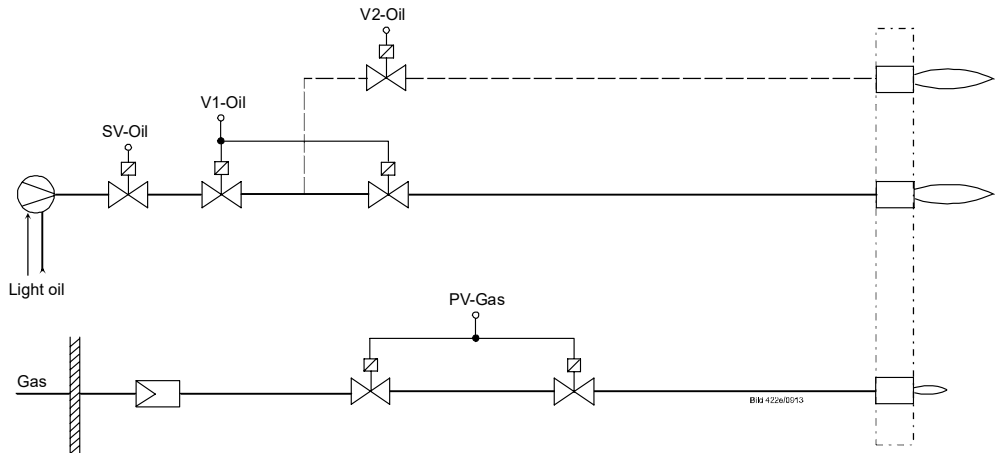 V2-Oil
V1-Oil
SV-Oil
Light oil
PV-Gas
Gas
Bild 422e/0913